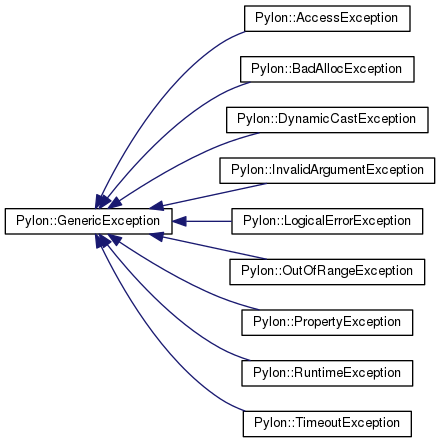 Pylon::AccessException
Pylon::BadAllocException
Pylon::DynamicCastException
Pylon::InvalidArgumentException
Pylon::GenericException
Pylon::LogicalErrorException
Pylon::OutOfRangeException
Pylon::PropertyException
Pylon::RuntimeException
Pylon::TimeoutException